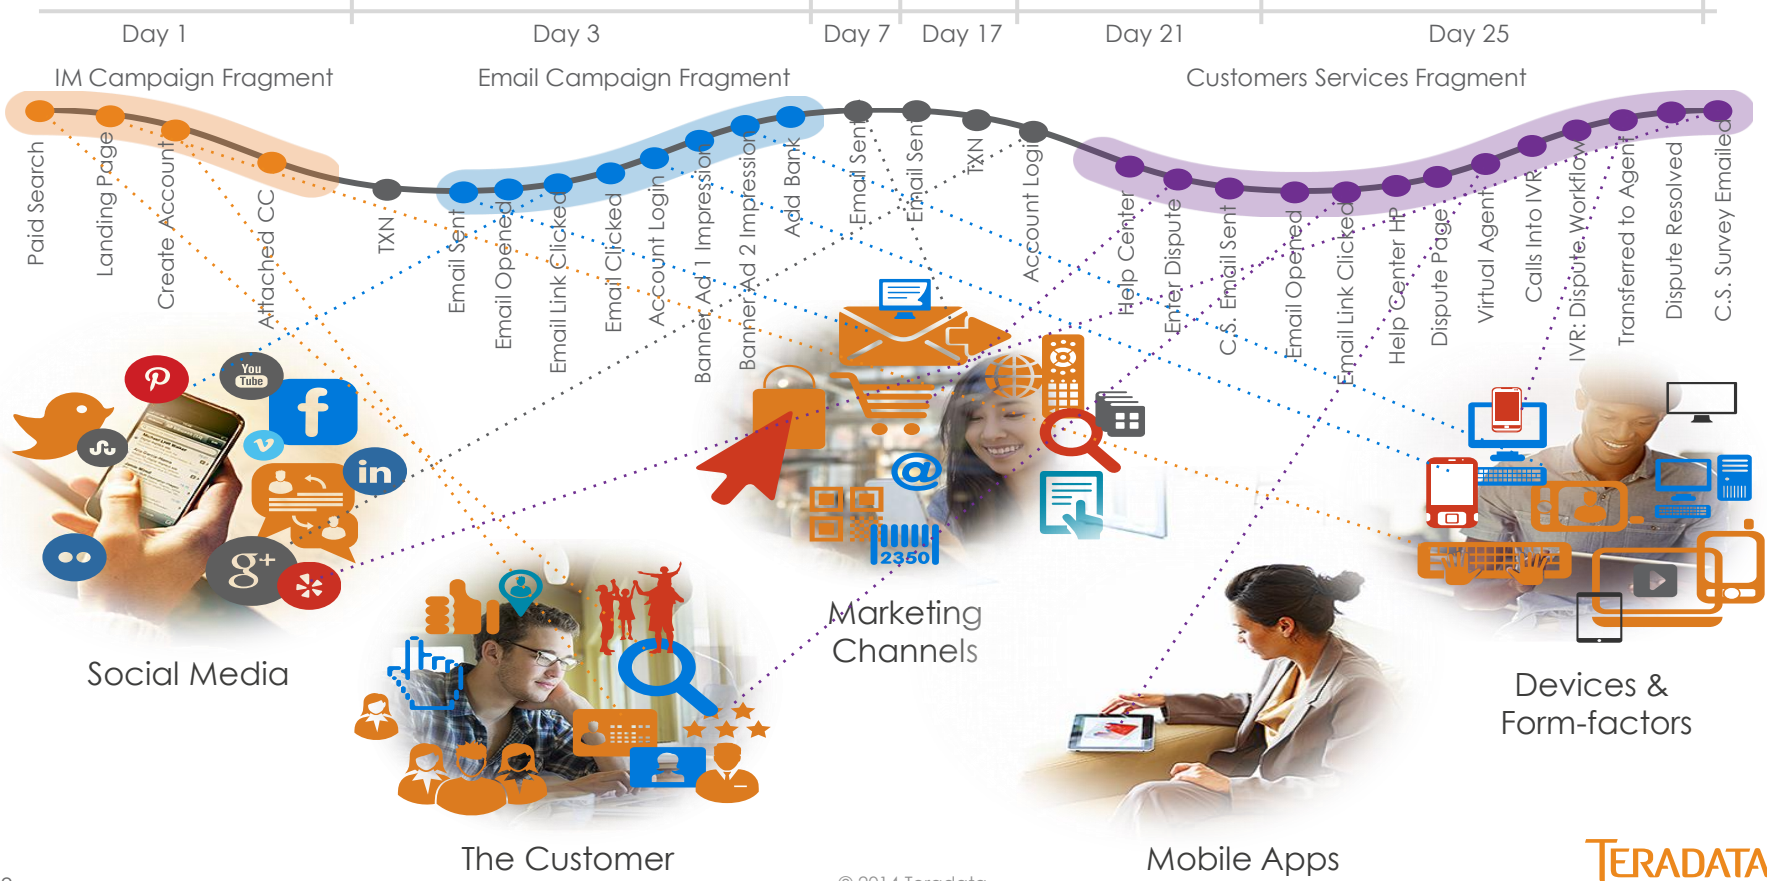 Day 1
Day 3
Day 7
Day 17
Day 21
Day 25
IM Campaign Fragment
Email Campaign Fragment
Customers Services Fragment
Paid Search
Landing Page
Create Account
Attached CC
TXN
Email Sent
Email Opened
Email Link Clicked
Email Clicked
Account Login
Banner Ad 1 Impression
Banner Ad 2 Impression
Add Bank
Email Sent
Email Sent
TXN
Account Login
Help Center
Enter Dispute
C.S. Email Sent
Email Opened
Email Link Clicked
Help Center HP
Dispute Page
Virtual Agent
Calls Into IVR
IVR: Dispute Workflow
Transferred to Agent
Dispute Resolved
C.S. Survey Emailed
You
Tube
f
in
g+
@
2350
Social Media
The Customer
Marketing
Channels
Mobile Apps
Devices &
Form-factors
© 2014 Teradata
TERADATA